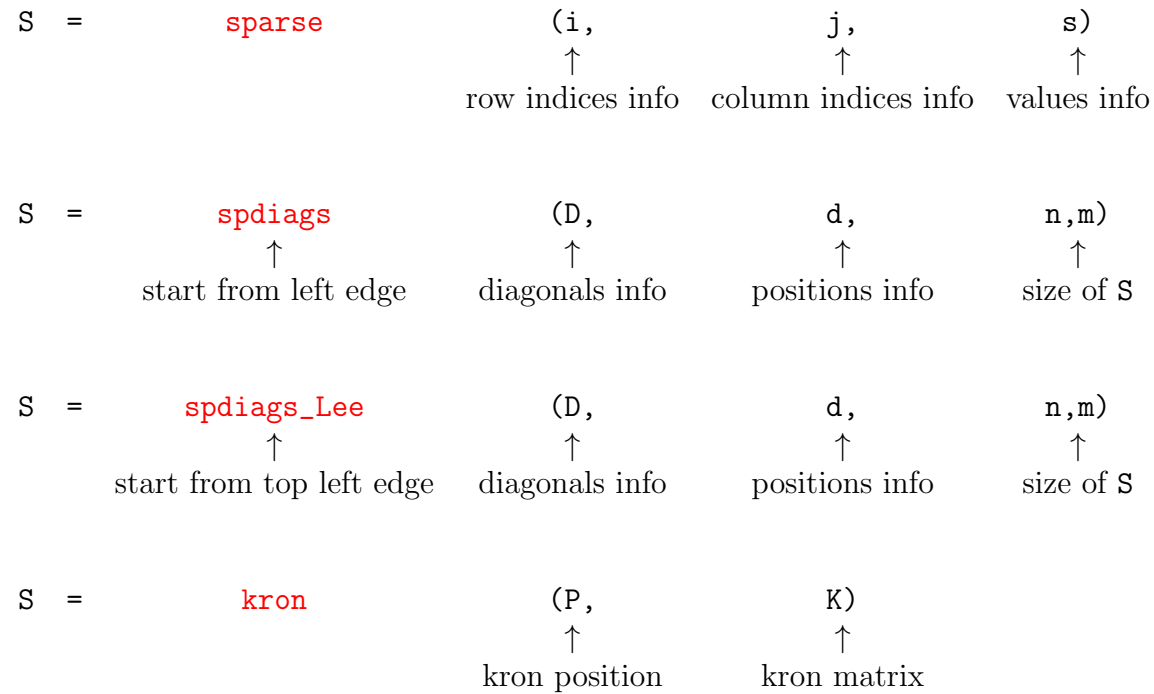 S = sparse (i, j, s)
↑ ↑ ↑
row indices info column indices info values info
S = spdiags (D, d, n,m)
↑ ↑ ↑ ↑
start from left edge diagonals info positions info size of S
S = spdiags_Lee (D, d, n,m)
↑ ↑ ↑ ↑
start from top left edge diagonals info positions info size of S
S = kron (P, K)
↑ ↑
kron position kron matrix